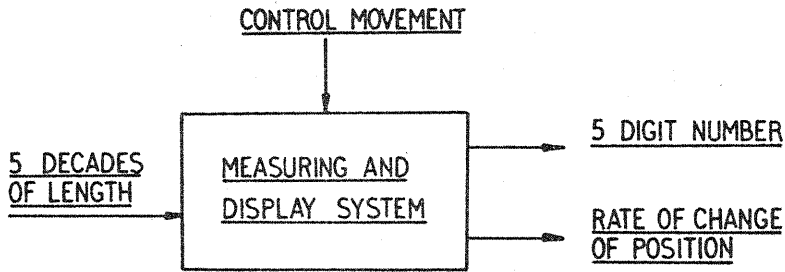 CONTROL MOVEMENT
5 DECADES
OF LENGTH
MEASURING AND
DISPLAY SYSTEM
5 DIGIT NUMBER
RATE OF CHANGE
OF POSITION